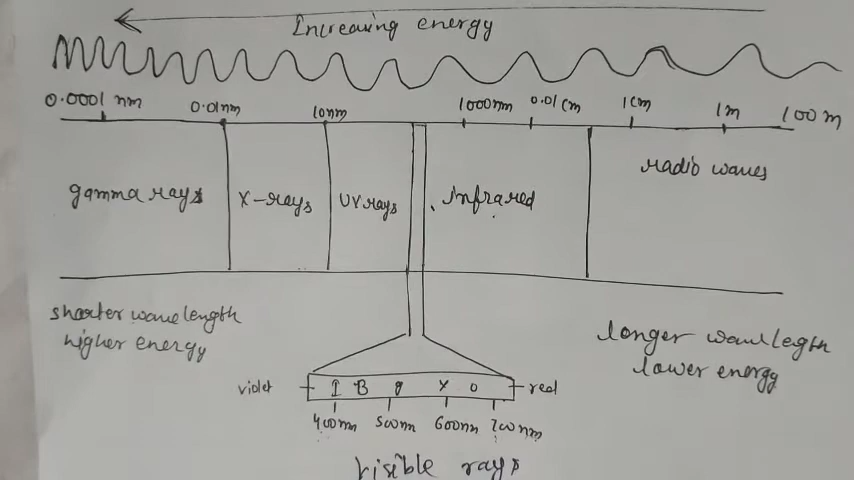 Increasing energy
0.0001 nm 0.01nm 10nm 1000nm 0.01 cm 1cm 1m 100 m
gamma rays X-rays UV rays infrared radio waves
shorter wavelength
higher energy
longer wavelegth
lower energy
violet I B g Y o red
400nm 500nm 600nm 700nm
Visible rays